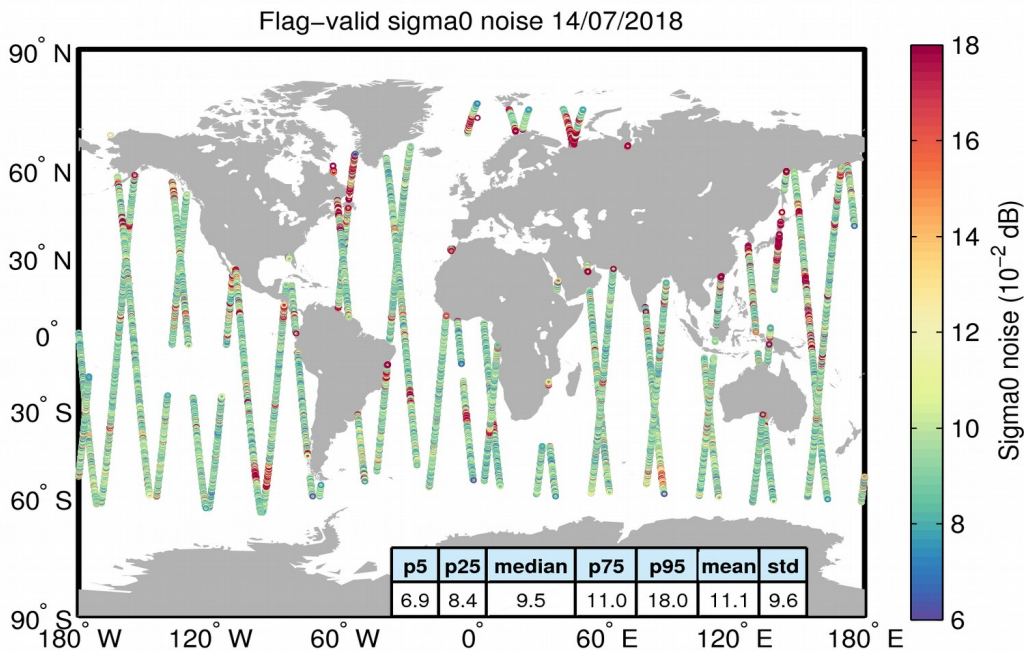 Flag−valid sigma0 noise 14/07/2018
90° N
60° N
30° N
0°
30° S
60° S
90° S
180° W
120° W
60° W
0°
60° E
120° E
180° E
p5 p25 median p75 p95 mean std
6.9 8.4 9.5 11.0 18.0 11.1 9.6
18
16
14
12
10
8
6
Sigma0 noise (10⁻² dB)